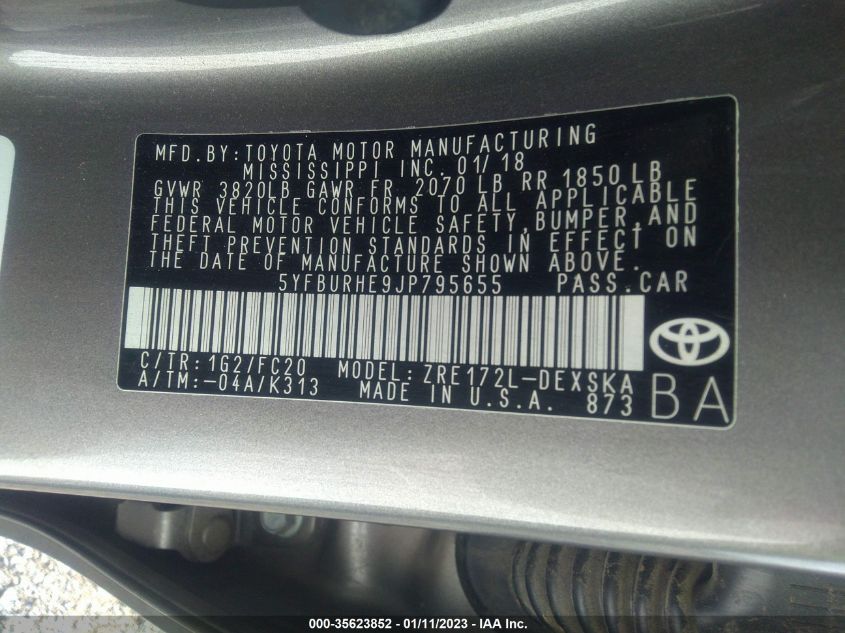 MFD.BY:TOYOTA MOTOR MANUFACTURING
MISSISSIPPI INC. 01/18
GVWR 3820LB GAWR FR 2070 LB RR 1850 LB
THIS VEHICLE CONFORMS TO ALL APPLICABLE
FEDERAL MOTOR VEHICLE SAFETY,BUMPER,AND
THEFT PREVENTION STANDARDS IN EFFECT ON
THE DATE OF MANUFACTURE SHOWN ABOVE.
5YFBURHE9JP795655 PASS.CAR
C/TR:1G2/FC20 MODEL:ZRE172L-DEXSKA
A/TM:-04A/K313 MADE IN U.S.A. 873
BA
000-35623852 - 01/11/2023 - IAA Inc.